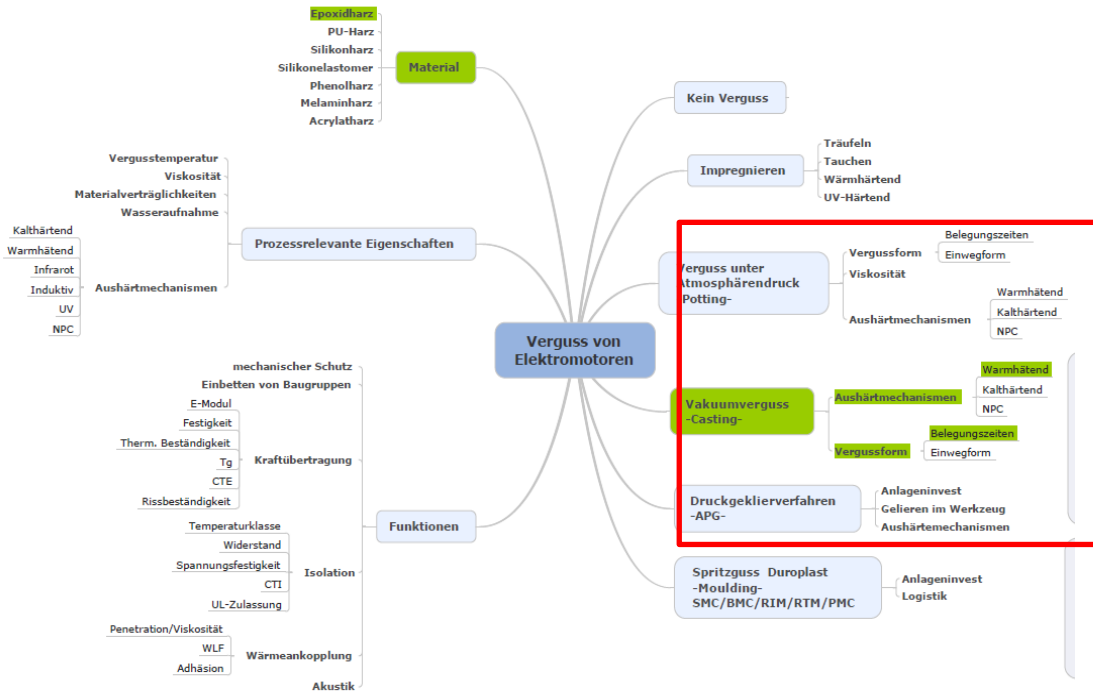 Epoxidharz
PU-Harz
Silikonharz
Silikonelastomer
Phenolharz
Melaminharz
Acrylatharz
Material
Vergusstemperatur
Viskosität
Materialverträglichkeiten
Wasseraufnahme
Kalthärtend
Warmhätend
Infrarot
Induktiv
UV
NPC
Aushärtmechanismen
Prozessrelevante Eigenschaften
mechanischer Schutz
Einbetten von Baugruppen
E-Modul
Festigkeit
Therm. Beständigkeit
Tg
CTE
Rissbeständigkeit
Kraftübertragung
Temperaturklasse
Widerstand
Spannungsfestigkeit
CTI
UL-Zulassung
Isolation
Penetration/Viskosität
WLF
Adhäsion
Wärmeankopplung
Akustik
Funktionen
Verguss von
Elektromotoren
Kein Verguss
Impregnieren
Träufeln
Tauchen
Wärmhärtend
UV-Härtend
Verguss unter
Atmosphärendruck
-Potting-
Vergussform
Belegungszeiten
Einwegform
Viskosität
Aushärtmechanismen
Warmhätend
Kalthärtend
NPC
Vakuumverguss
-Casting-
Aushärtmechanismen
Warmhätend
Kalthärtend
NPC
Vergussform
Belegungszeiten
Einwegform
Druckgeklierverfahren
-APG-
Anlageninvest
Gelieren im Werkzeug
Aushärtemechanismen
Spritzguss Duroplast
-Moulding-
SMC/BMC/RIM/RTM/PMC
Anlageninvest
Logistik